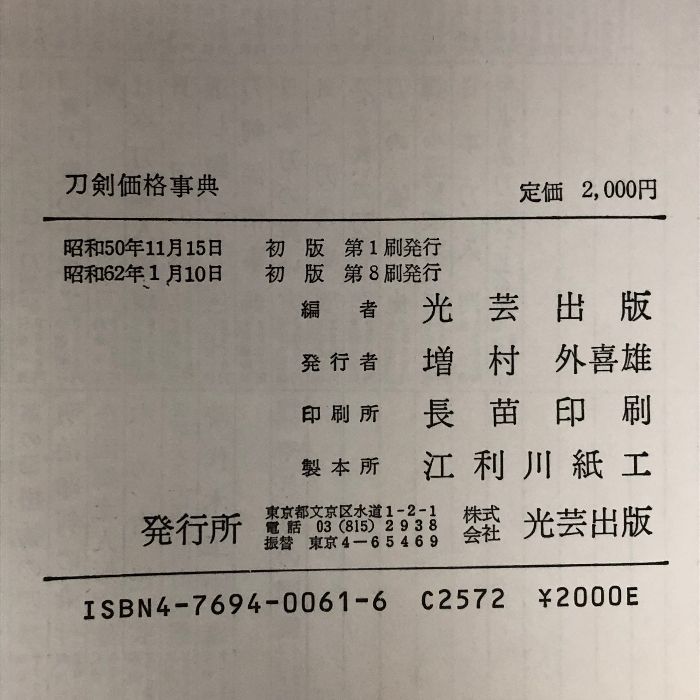 刀剣価格事典 定価 2,000円
昭和50年11月15日 初版 第1刷発行
昭和62年1月10日 初版 第8刷発行
編者 光芸出版
発行者 増村 外喜雄
印刷所 長苗印刷
製本所 江利川紙工
発行所 東京都文京区水道1-2-1 電話 03(815)2938 振替 東京4-65469 株式会社 光芸出版
ISBN4-7694-0061-6 C2572 ¥2000E